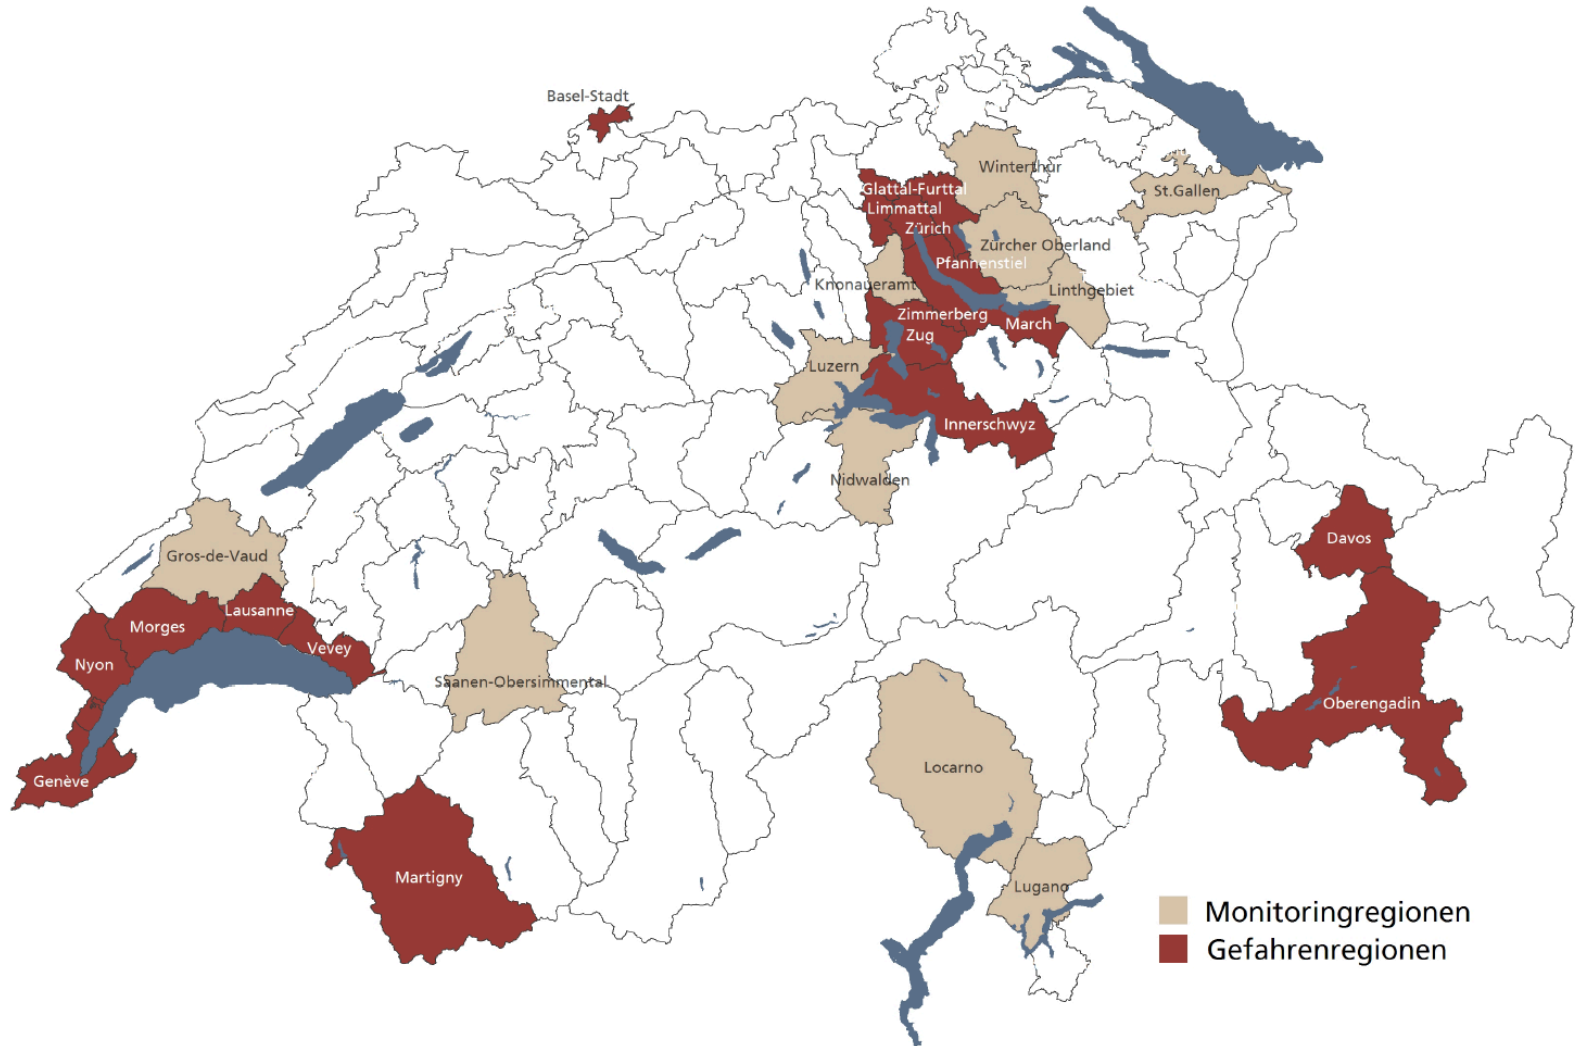 Basel-Stadt
Winterthur
Glattal-Furttal
St.Gallen
Limmattal
Zürich
Zürcher Oberland
Pfannenstiel
Knonaueramt
Linthgebiet
Zimmerberg
March
Zug
Luzern
Innerschwyz
Nidwalden
Davos
Gros-de-Vaud
Lausanne
Morges
Vevey
Nyon
Saanen-Obersimmental
Oberengadin
Locarno
Genève
Martigny
Lugano
Monitoringregionen
Gefahrenregionen